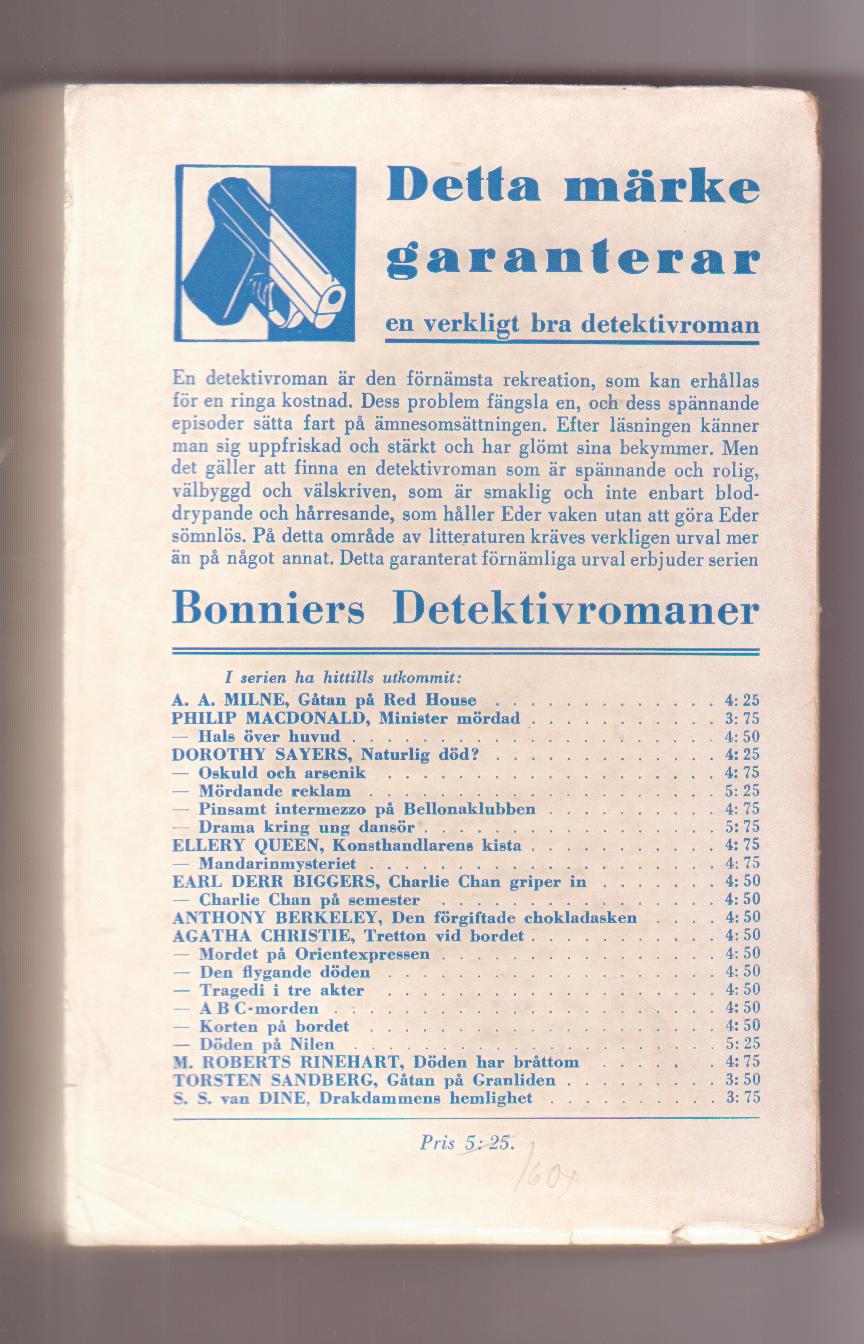 Detta märke
garanterar
en verkligt bra detektivroman
En detektivroman är den förnämsta rekreation, som kan erhållas
för en ringa kostnad. Dess problem fängsla en, och dess spännande
episoder sätta fart på ämnesomsättningen. Efter läsningen känner
man sig uppfriskad och stärkt och har glömt sina bekymmer. Men
det gäller att finna en detektivroman som är spännande och rolig,
välbyggd och välskriven, som är smaklig och inte enbart blod-
drypande och hårresande, som håller Eder vaken utan att göra Eder
sömnlös. På detta område av litteraturen kräves verkligen urval mer
än på något annat. Detta garanterat förnämliga urval erbjuder serien
Bonniers Detektivromaner
I serien ha hittills utkommit:
A. A. MILNE, Gåtan på Red House . . . . . . . . . . . . . 4: 25
PHILIP MACDONALD, Minister mördad . . . . . . . . . . . 3: 75
— Hals över huvud . . . . . . . . . . . . . . . . . . . . . 4: 50
DOROTHY SAYERS, Naturlig död? . . . . . . . . . . . . . 4: 25
— Oskuld och arsenik . . . . . . . . . . . . . . . . . . . 4: 75
— Mördande reklam . . . . . . . . . . . . . . . . . . . . 5: 25
— Pinsamt intermezzo på Bellonaklubben . . . . . . . . . . 4: 75
— Drama kring ung dansör . . . . . . . . . . . . . . . . . 5: 75
ELLERY QUEEN, Konsthandlarens kista . . . . . . . . . . . 4: 75
— Mandarinmysteriet . . . . . . . . . . . . . . . . . . . . 4: 75
EARL DERR BIGGERS, Charlie Chan griper in . . . . . . . 4: 50
— Charlie Chan på semester . . . . . . . . . . . . . . . . 4: 50
ANTHONY BERKELEY, Den förgiftade chokladasken . . . . 4: 50
AGATHA CHRISTIE, Tretton vid bordet . . . . . . . . . . . 4: 50
— Mordet på Orientexpressen . . . . . . . . . . . . . . . . 4: 50
— Den flygande döden . . . . . . . . . . . . . . . . . . . 4: 50
— Tragedi i tre akter . . . . . . . . . . . . . . . . . . . 4: 50
— A B C-morden . . . . . . . . . . . . . . . . . . . . . . 4: 50
— Korten på bordet . . . . . . . . . . . . . . . . . . . . 4: 50
— Döden på Nilen . . . . . . . . . . . . . . . . . . . . . 5: 25
M. ROBERTS RINEHART, Döden har bråttom . . . . . . . 4: 75
TORSTEN SANDBERG, Gåtan på Granliden . . . . . . . . . 3: 50
S. S. van DINE, Drakdammens hemlighet . . . . . . . . . . 3: 75
Pris 5: 25.